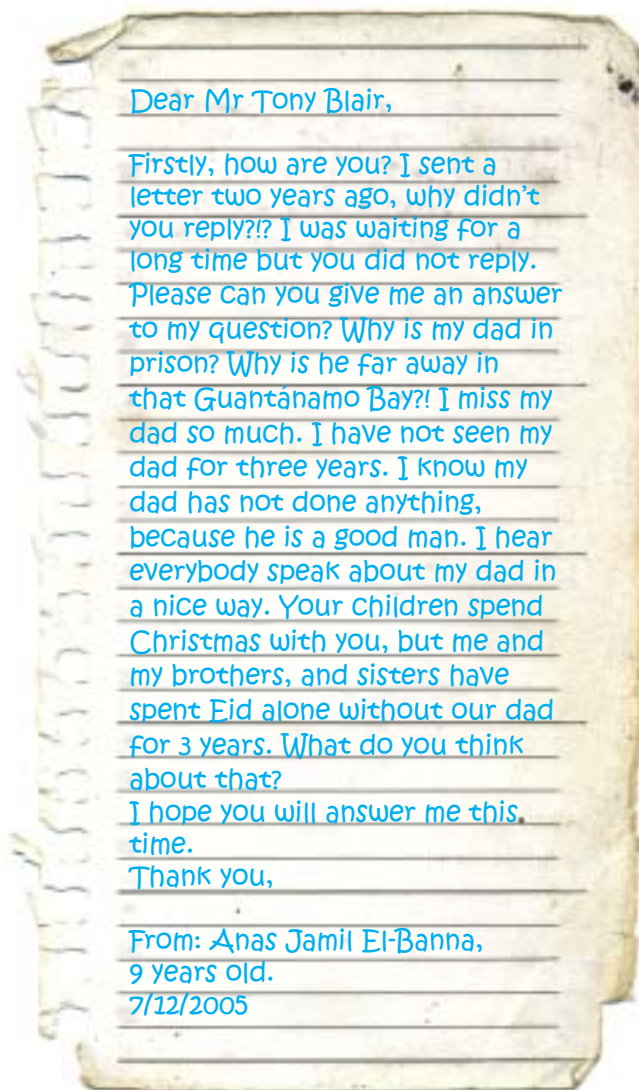 Dear Mr Tony Blair,
Firstly, how are you? I sent a
letter two years ago, why didn't
you reply?!? I was waiting for a
long time but you did not reply.
Please can you give me an answer
to my question? Why is my dad in
prison? Why is he far away in
that Guantánamo Bay?! I miss my
dad so much. I have not seen my
dad for three years. I know my
dad has not done anything,
because he is a good man. I hear
everybody speak about my dad in
a nice way. Your children spend
Christmas with you, but me and
my brothers, and sisters have
spent Eid alone without our dad
for 3 years. What do you think
about that?
I hope you will answer me this
time.
Thank you,
From: Anas Jamil El-Banna,
9 years old.
7/12/2005